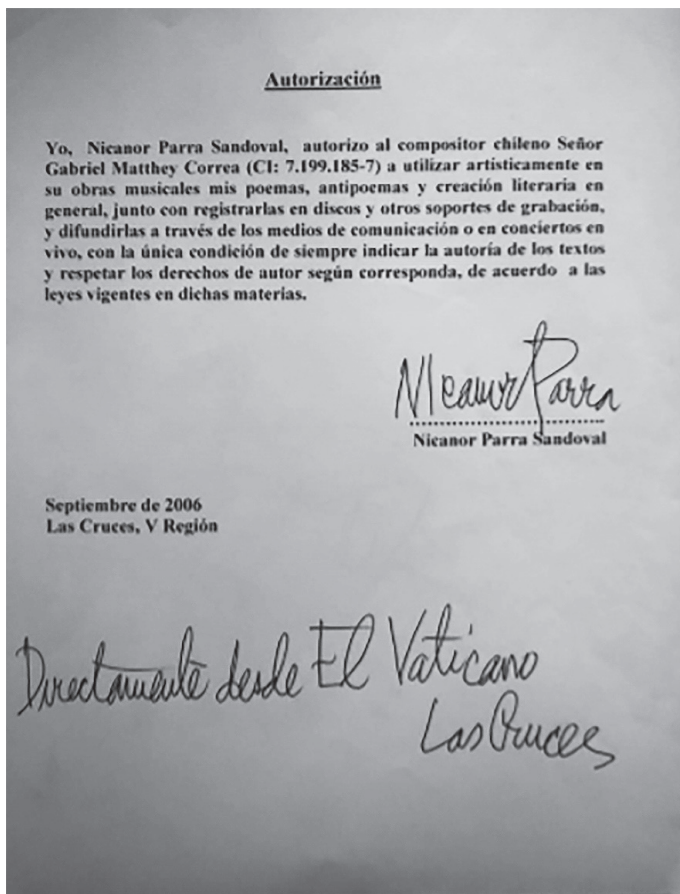 Autorización
Yo, Nicanor Parra Sandoval, autorizo al compositor chileno Señor
Gabriel Matthey Correa (CI: 7.199.185-7) a utilizar artisticamente en
su obras musicales mis poemas, antipoemas y creación literaria en
general, junto con registrarlas en discos y otros soportes de grabación,
y difundirlas a través de los medios de comunicación o en conciertos en
vivo, con la única condición de siempre indicar la autoría de los textos
y respetar los derechos de autor según corresponda, de acuerdo a las
leyes vigentes en dichas materias.
Nicanor Parra
Nicanor Parra Sandoval
Septiembre de 2006
Las Cruces, V Región
Directamente desde El Vaticano
Las Cruces